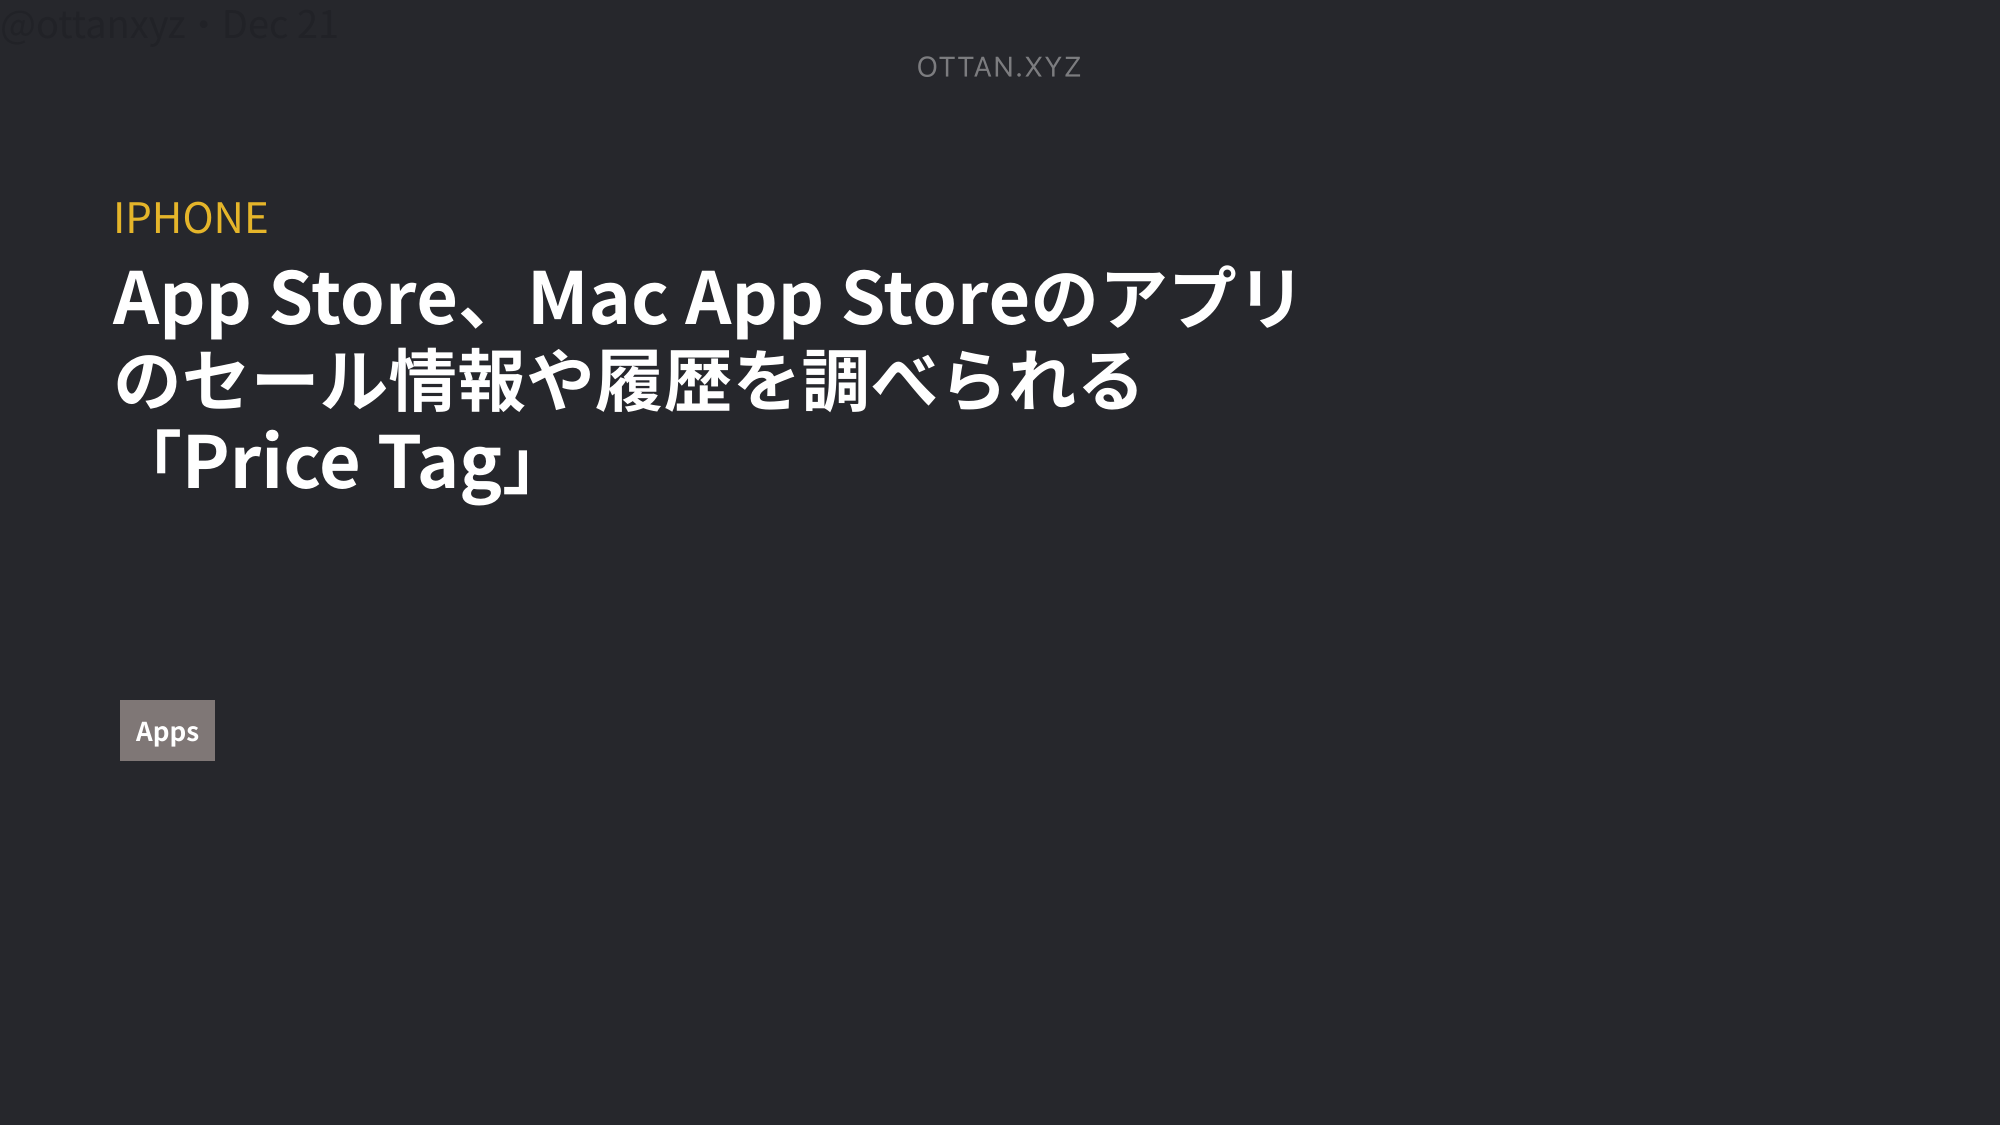 @ottanxyz・Dec 21
OTTAN.XYZ
IPHONE
App Store、Mac App Storeのアプリ
のセール情報や履歴を調べられる
「Price Tag」
Apps